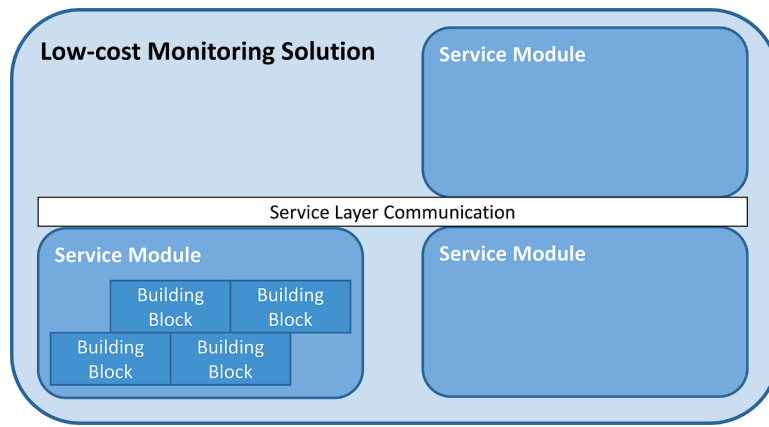 Low-cost Monitoring Solution
Service Module
Service Layer Communication
Service Module
Building
Block
Building
Block
Building
Block
Building
Block
Service Module